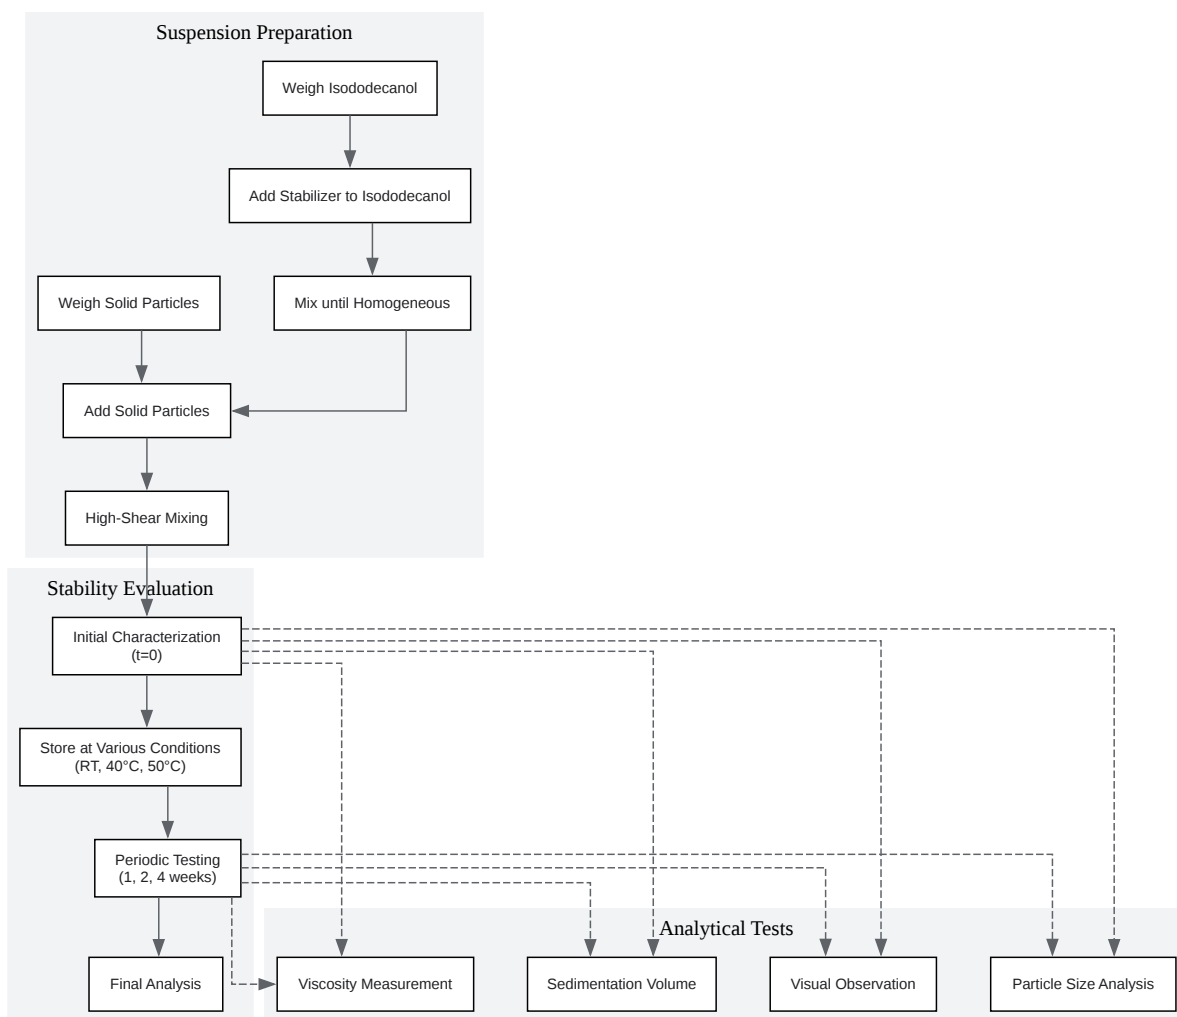 Suspension Preparation
Weigh Isododecanol
Add Stabilizer to Isododecanol
Weigh Solid Particles
Mix until Homogeneous
Add Solid Particles
High-Shear Mixing
Stability Evaluation
Initial Characterization
(t=0)
Store at Various Conditions
(RT, 40°C, 50°C)
Periodic Testing
(1, 2, 4 weeks)
Analytical Tests
Final Analysis
Viscosity Measurement
Sedimentation Volume
Visual Observation
Particle Size Analysis